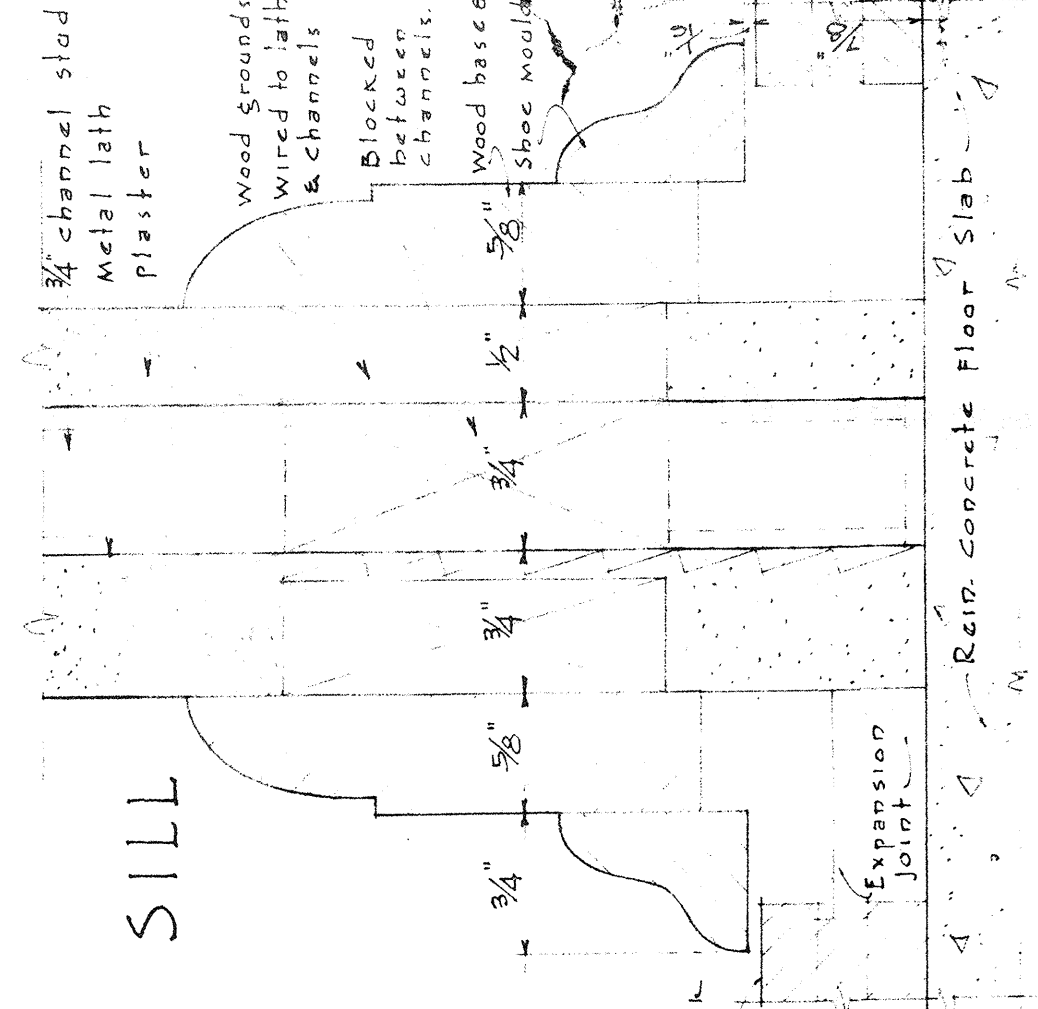 SILL
3/4" channel stud
Metal lath
plaster
Wood grounds
Wired to lath
& channels
Blocked
between
channels.
Wood base &
Shoe mould
3/4"
5/8"
3/4"
3/4"
1/2"
5/8"
7/8"
Expansion
Joint
Rein. Concrete Floor Slab